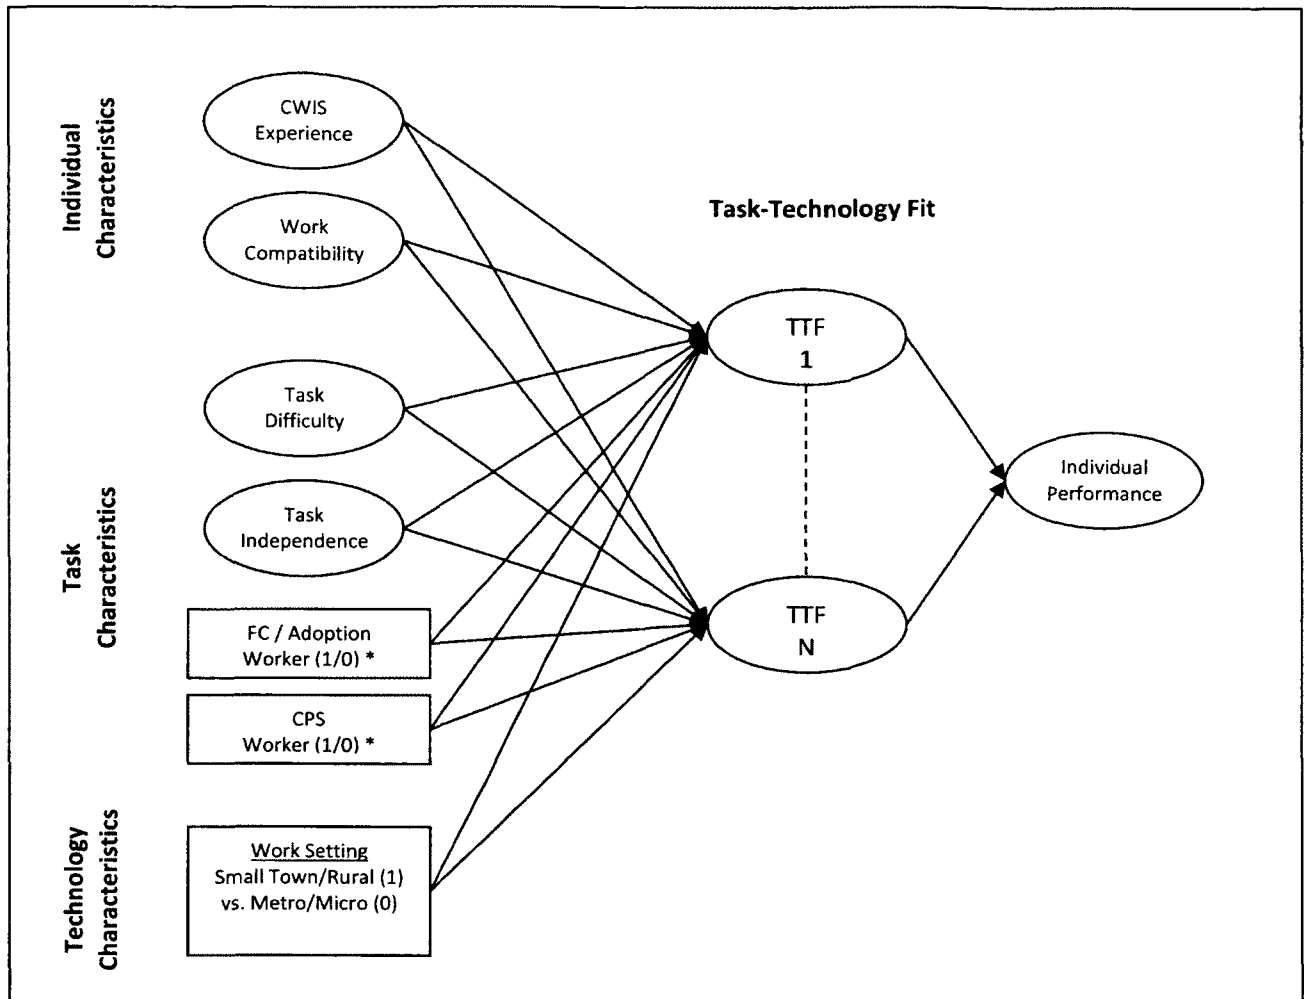 Individual
Characteristics
CWIS
Experience
Work
Compatibility
Task-Technology Fit
TTF
1
Task
Difficulty
Individual
Performance
Task
Characteristics
Task
Independence
TTF
N
FC / Adoption
Worker (1/0) *
CPS
Worker (1/0) *
Technology
Characteristics
Work Setting
Small Town/Rural (1)
vs. Metro/Micro (0)